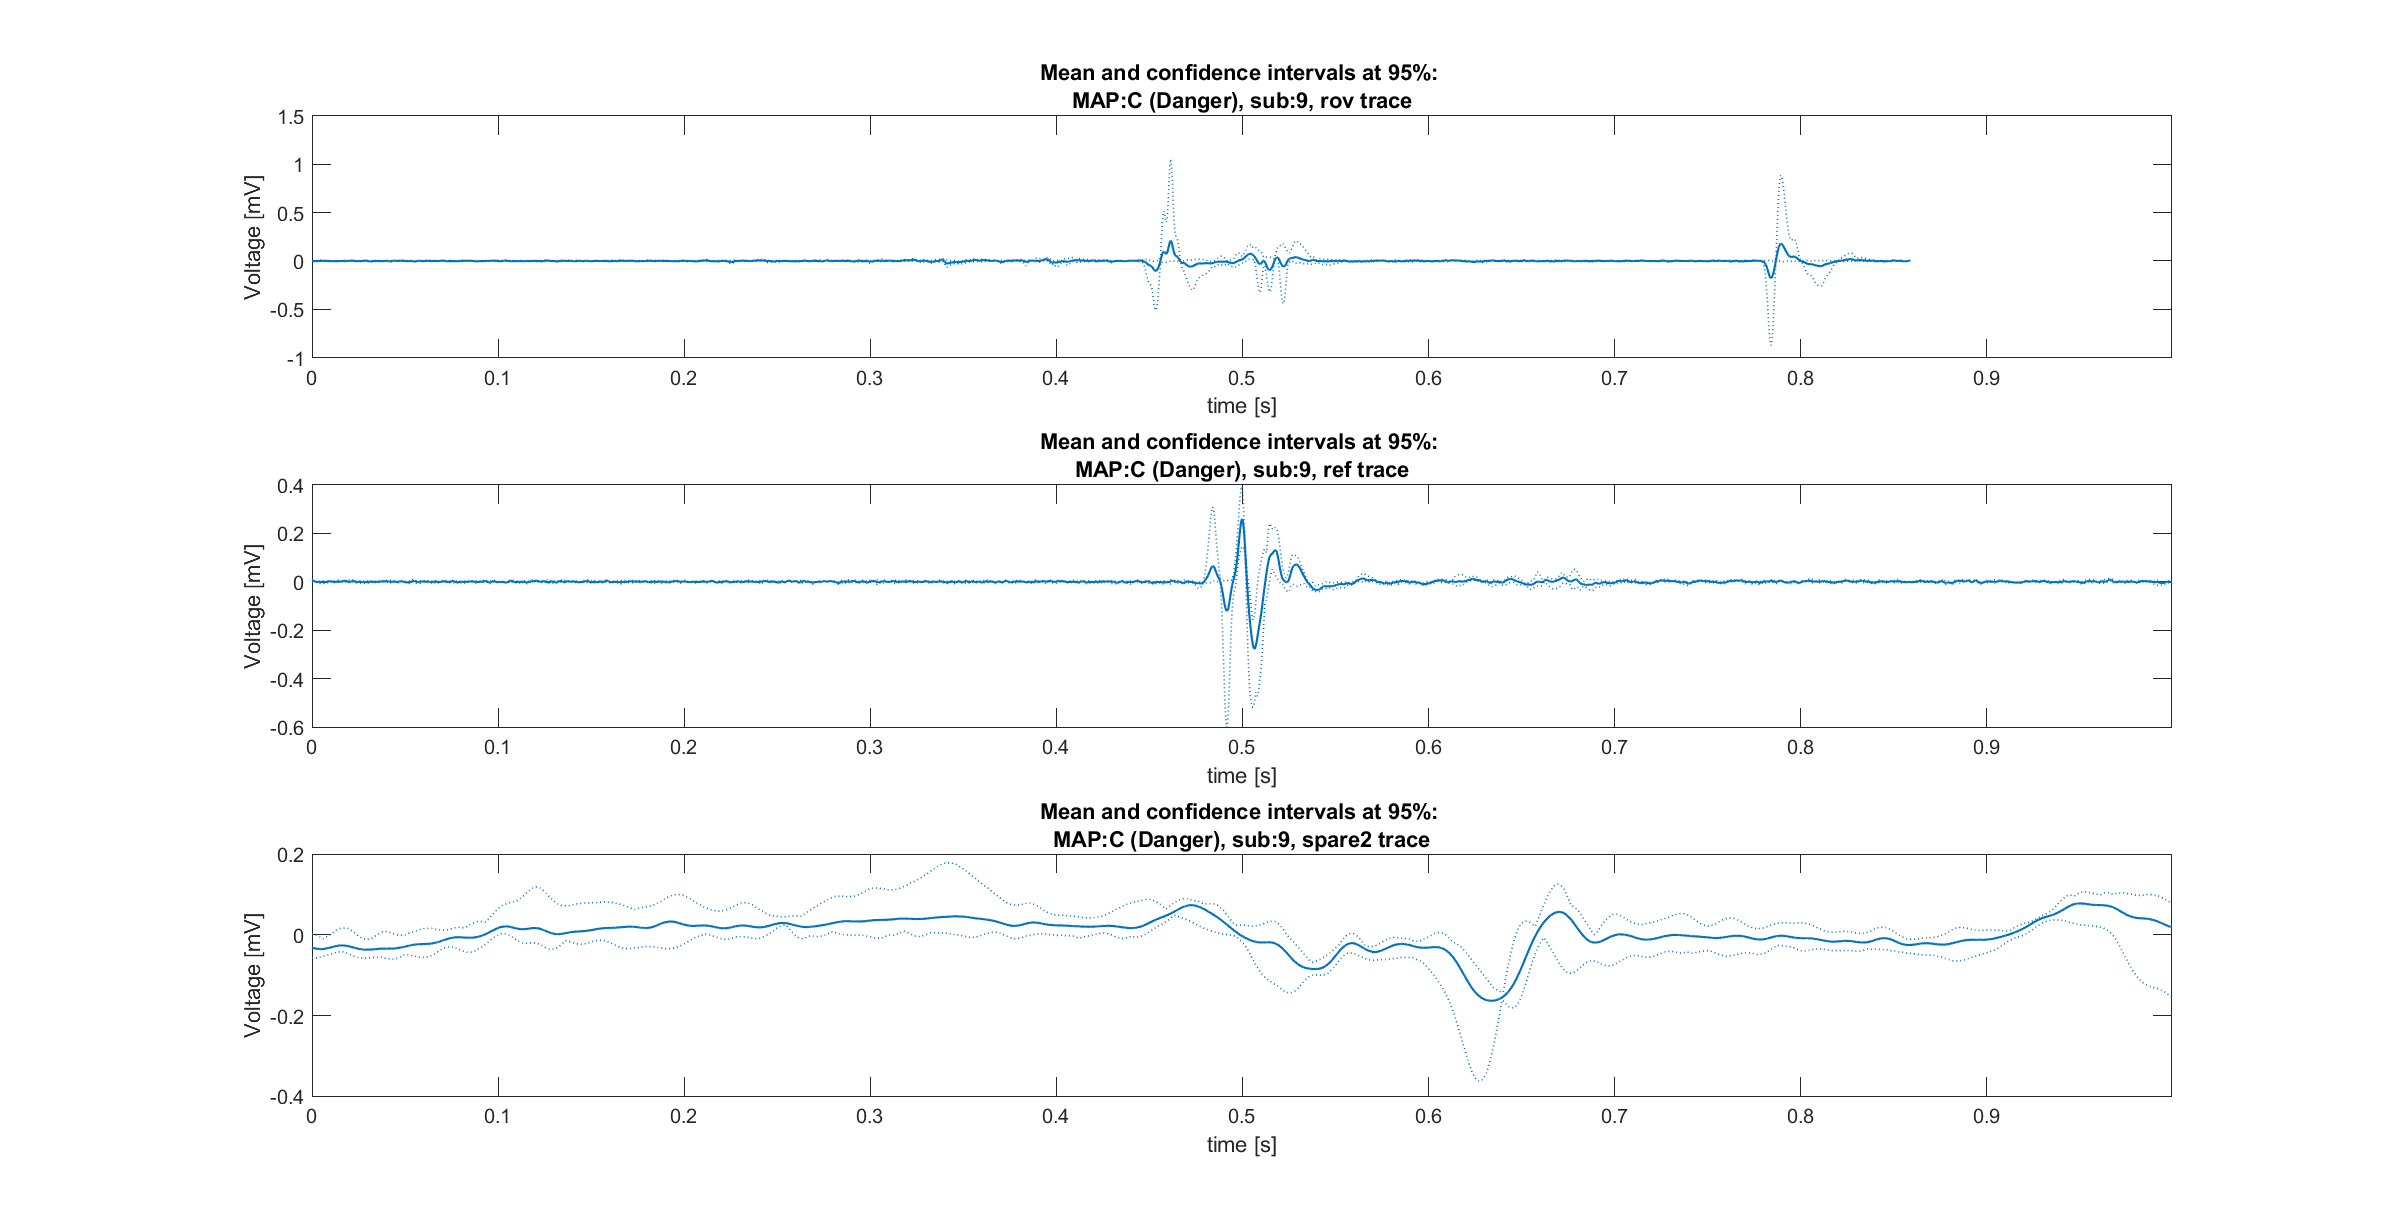 Mean and confidence intervals at 95%:
MAP:C (Danger), sub:9, rov trace
Voltage [mV]
1.5
1
0.5
0
-0.5
-1
0 0.1 0.2 0.3 0.4 0.5 0.6 0.7 0.8 0.9
time [s]
Mean and confidence intervals at 95%:
MAP:C (Danger), sub:9, ref trace
Voltage [mV]
0.4
0.2
0
-0.2
-0.4
-0.6
0 0.1 0.2 0.3 0.4 0.5 0.6 0.7 0.8 0.9
time [s]
Mean and confidence intervals at 95%:
MAP:C (Danger), sub:9, spare2 trace
Voltage [mV]
0.2
0
-0.2
-0.4
0 0.1 0.2 0.3 0.4 0.5 0.6 0.7 0.8 0.9
time [s]